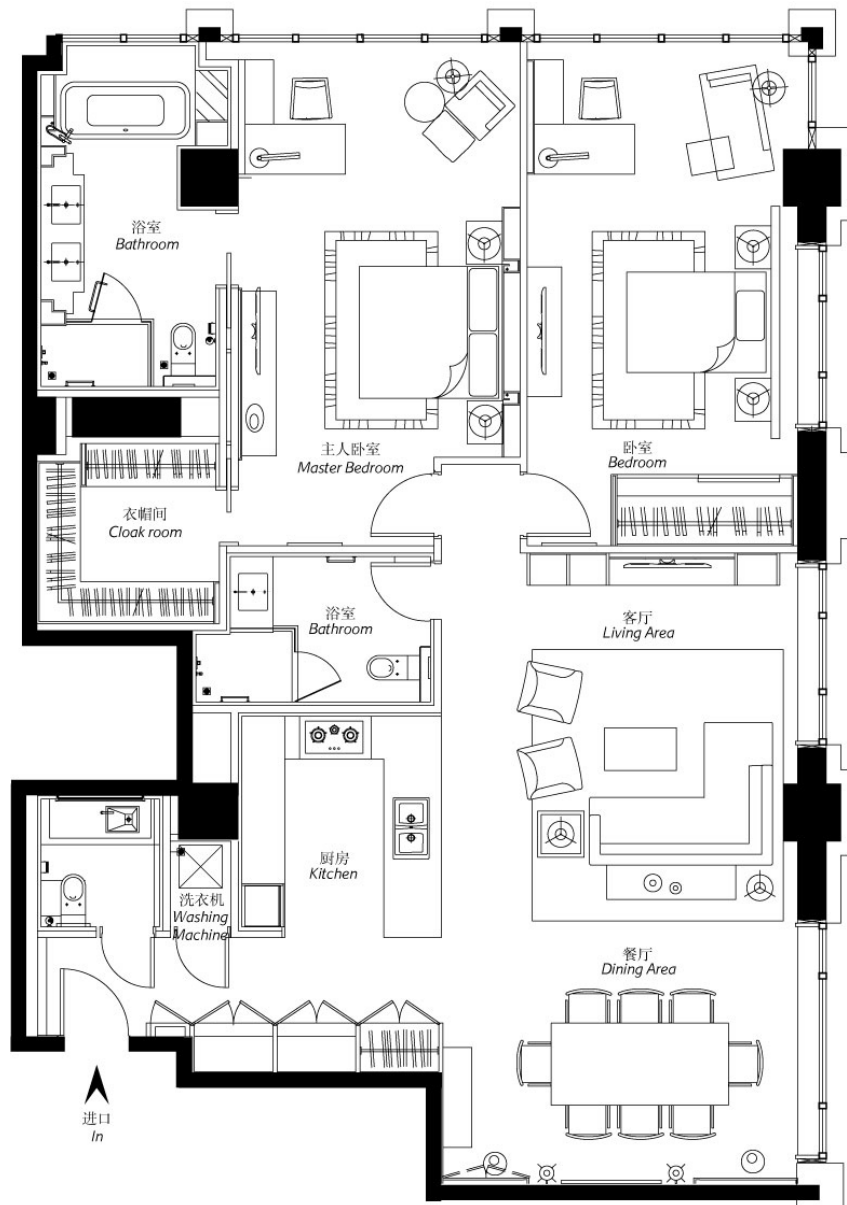 浴室
Bathroom
主人卧室
Master Bedroom
卧室
Bedroom
衣帽间
Cloak room
浴室
Bathroom
客厅
Living Area
厨房
Kitchen
洗衣机
Washing
Machine
餐厅
Dining Area
进口
In